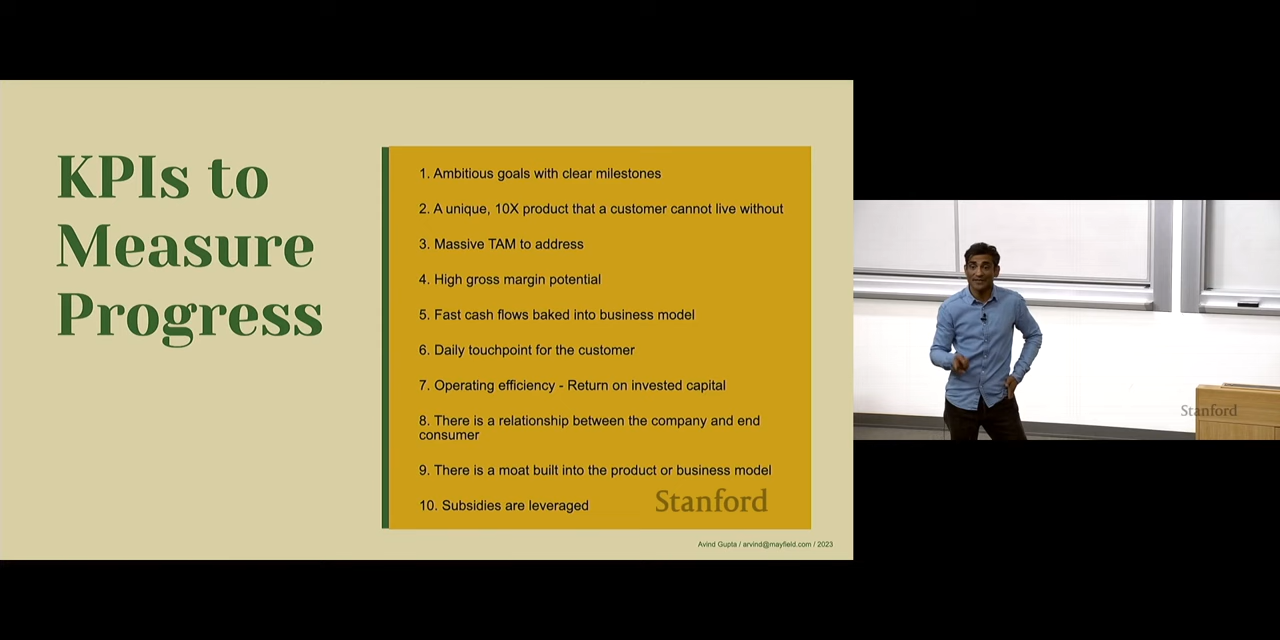 KPIs to
Measure
Progress
1. Ambitious goals with clear milestones
2. A unique, 10X product that a customer cannot live without
3. Massive TAM to address
4. High gross margin potential
5. Fast cash flows baked into business model
6. Daily touchpoint for the customer
7. Operating efficiency - Return on invested capital
8. There is a relationship between the company and end
consumer
9. There is a moat built into the product or business model
10. Subsidies are leveraged
Stanford
Avind Gupta / arvind@mayfield.com / 2023
Stanford